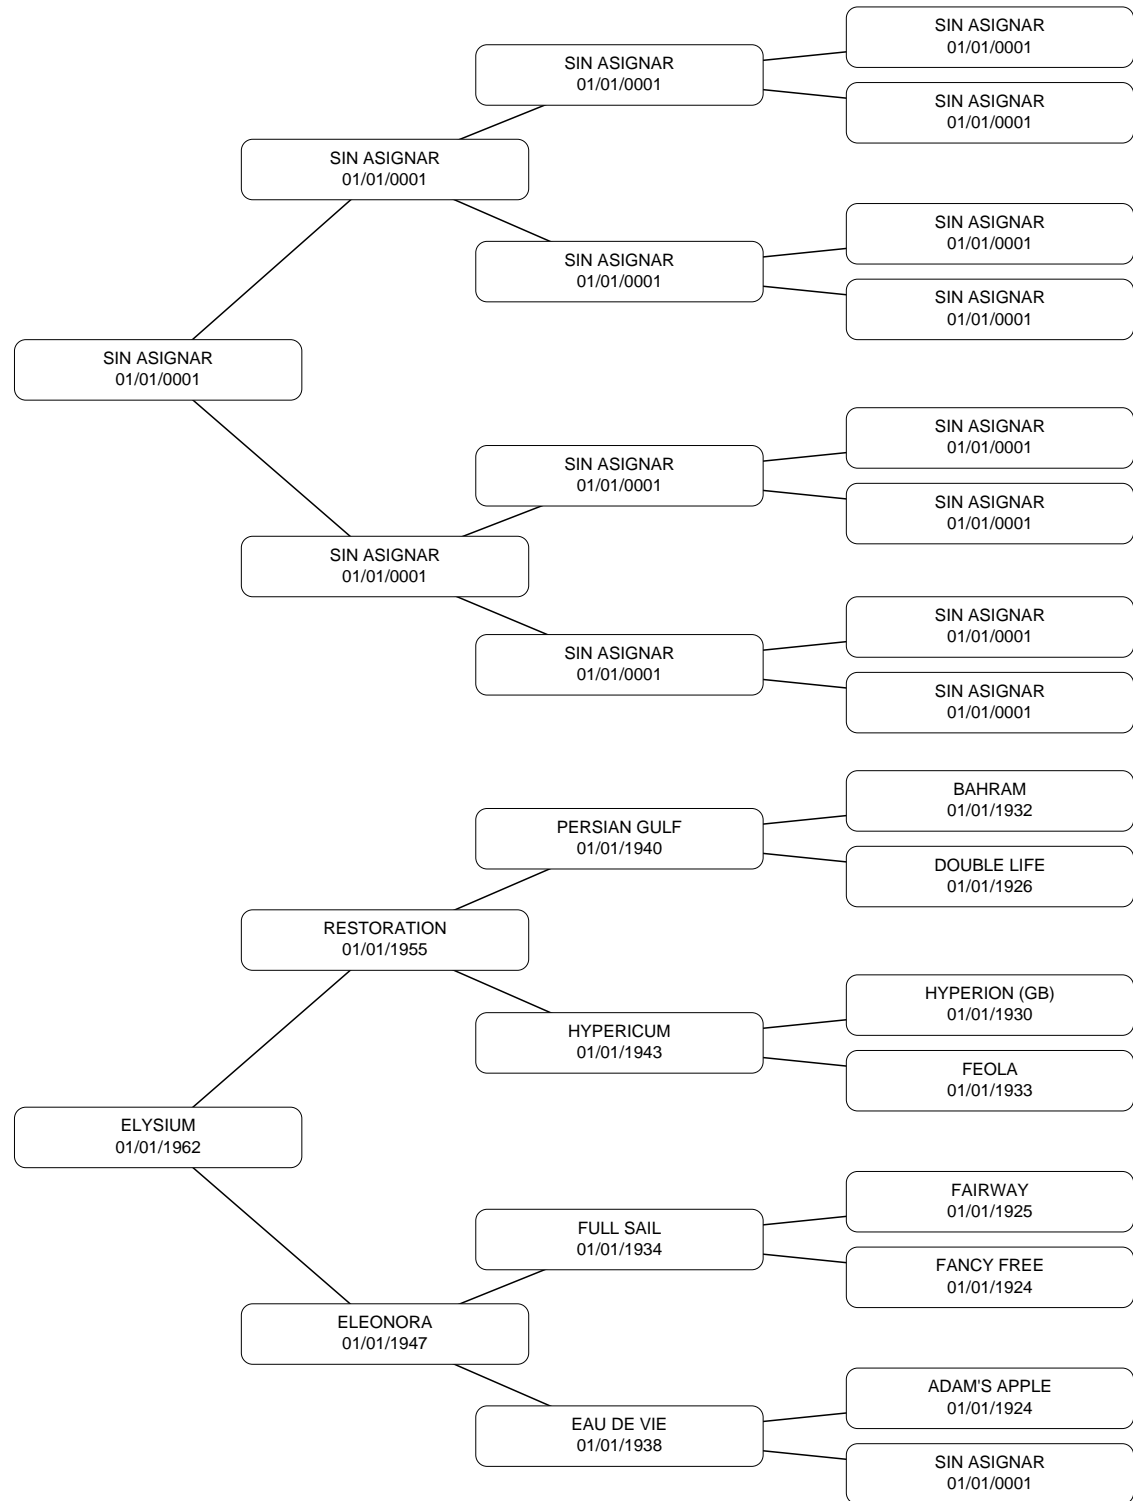 SIN ASIGNAR
01/01/0001
SIN ASIGNAR
01/01/0001
SIN ASIGNAR
01/01/0001
SIN ASIGNAR
01/01/0001
SIN ASIGNAR
01/01/0001
SIN ASIGNAR
01/01/0001
SIN ASIGNAR
01/01/0001
SIN ASIGNAR
01/01/0001
SIN ASIGNAR
01/01/0001
SIN ASIGNAR
01/01/0001
SIN ASIGNAR
01/01/0001
SIN ASIGNAR
01/01/0001
SIN ASIGNAR
01/01/0001
SIN ASIGNAR
01/01/0001
SIN ASIGNAR
01/01/0001
BAHRAM
01/01/1932
PERSIAN GULF
01/01/1940
DOUBLE LIFE
01/01/1926
RESTORATION
01/01/1955
HYPERION (GB)
01/01/1930
HYPERICUM
01/01/1943
FEOLA
01/01/1933
ELYSIUM
01/01/1962
FAIRWAY
01/01/1925
FULL SAIL
01/01/1934
FANCY FREE
01/01/1924
ELEONORA
01/01/1947
ADAM'S APPLE
01/01/1924
EAU DE VIE
01/01/1938
SIN ASIGNAR
01/01/0001